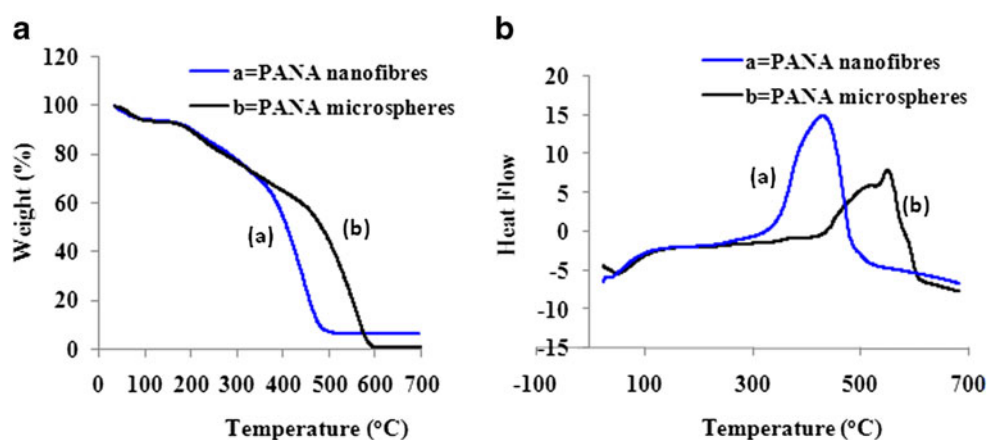 a
120
100
80
60
40
20
0
Weight (%)
a=PANA nanofibres
b=PANA microspheres
(a)
(b)
0 100 200 300 400 500 600 700
Temperature (°C)
b
20
15
10
5
0
-5
-10
-15
Heat Flow
a=PANA nanofibres
b=PANA microspheres
(a)
(b)
-100 100 300 500 700
Temperature (°C)